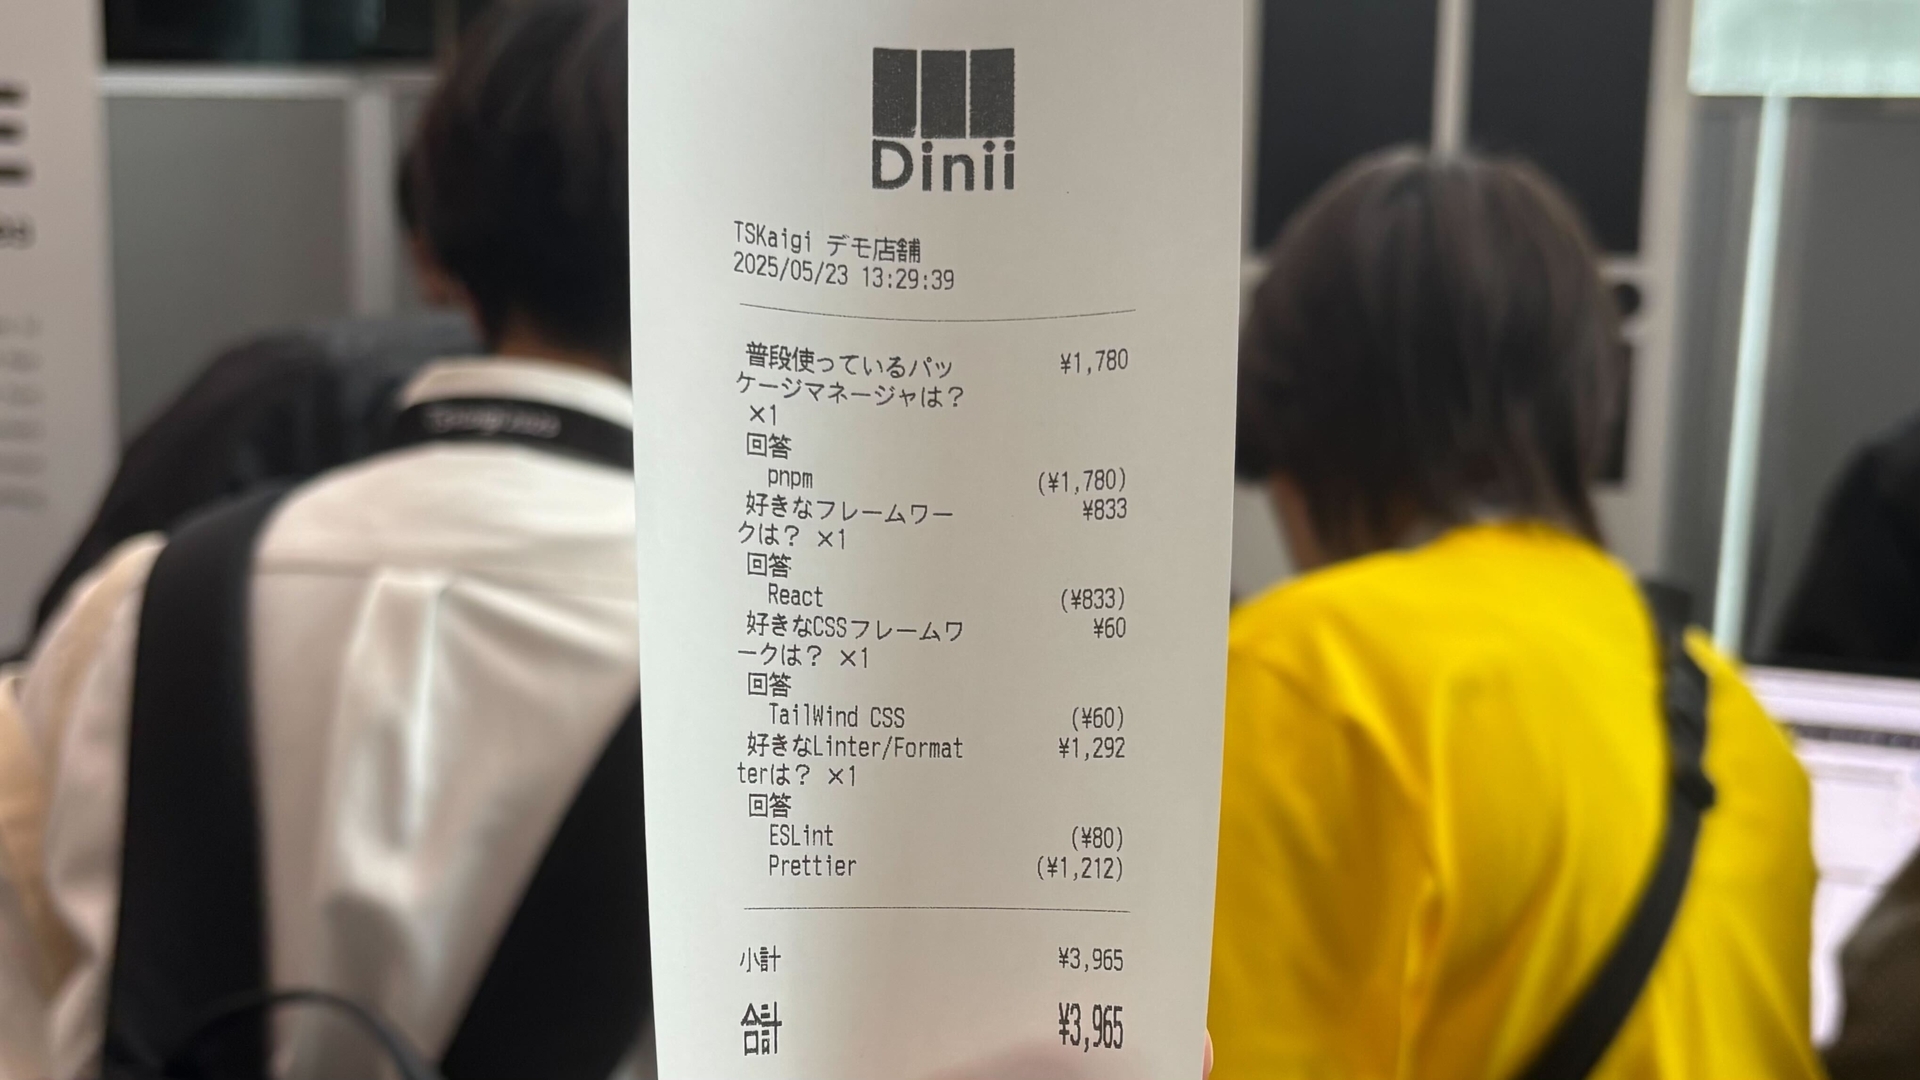 Dinii
TSKaigi デモ店舗
2025/05/23 13:29:39
普段使っているパッ ¥1,780
ケージマネージャは？
×1
回答
pnpm (¥1,780)
好きなフレームワー ¥833
クは？ ×1
回答
React (¥833)
好きなCSSフレームワ ¥60
ークは？ ×1
回答
TailWind CSS (¥60)
好きなLinter/Format ¥1,292
terは？ ×1
回答
ESLint (¥80)
Prettier (¥1,212)
小計 ¥3,965
合計 ¥3,965